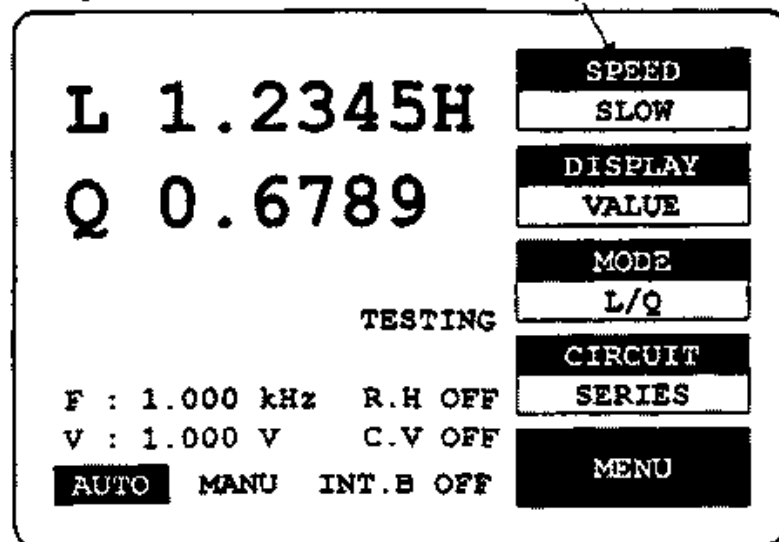 L 1.2345H
Q 0.6789
TESTING
F : 1.000 kHz R.H OFF
V : 1.000 V C.V OFF
AUTO MANU INT.B OFF
SPEED
SLOW
DISPLAY
VALUE
MODE
L/Q
CIRCUIT
SERIES
MENU